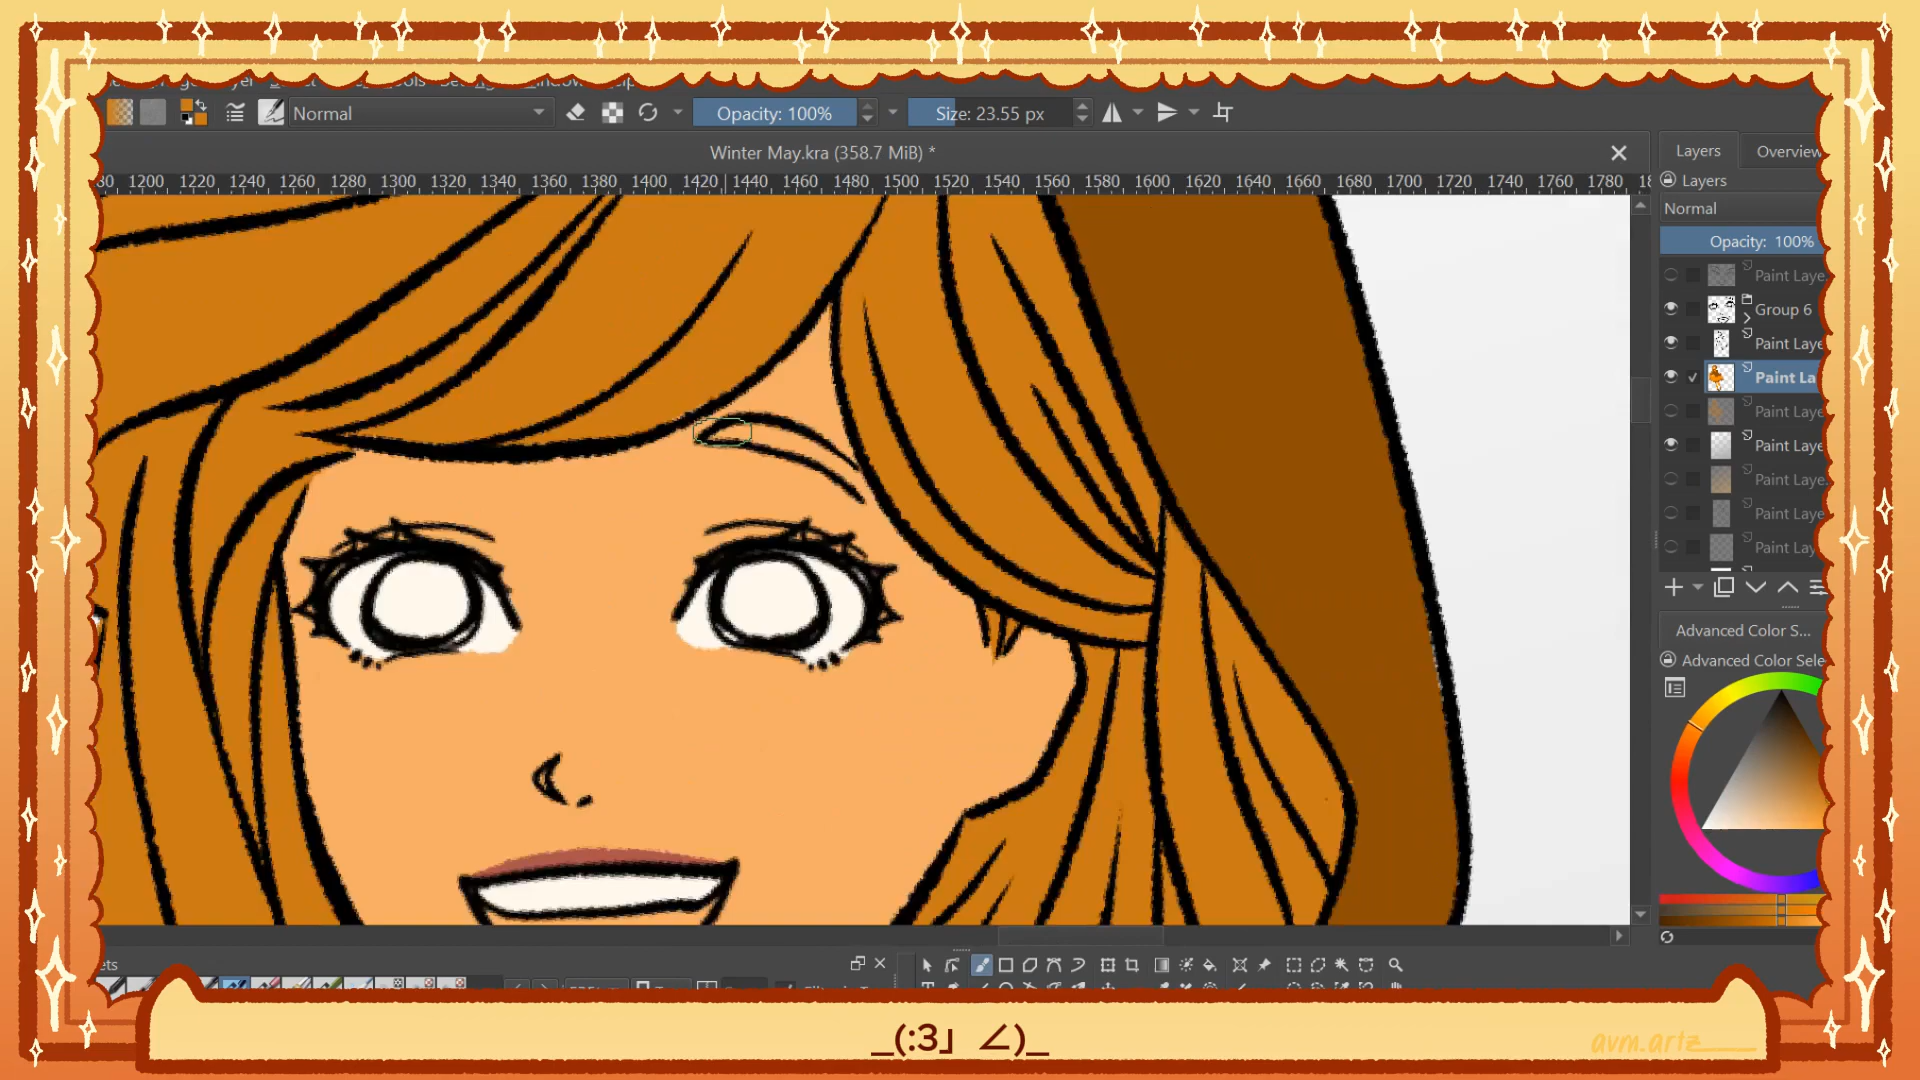 Normal
Opacity: 100%
Size: 23.55 px
Winter May.kra (358.7 MiB) *
Layers
Overview
1200 1220 1240 1260 1280 1300 1320 1340 1360 1380 1400 1420 1440 1460 1480 1500 1520 1540 1560 1580 1600 1620 1640 1660 1680 1700 1720 1740 1760 1780
Layers
Normal
Opacity: 100%
Paint Laye
Group 6
Paint Laye
Paint La
Paint Laye
Paint Laye
Paint Laye
Paint Laye
Paint Lay
Advanced Color S...
Advanced Color Sele
ets
_(:3」∠)_
avm.artz